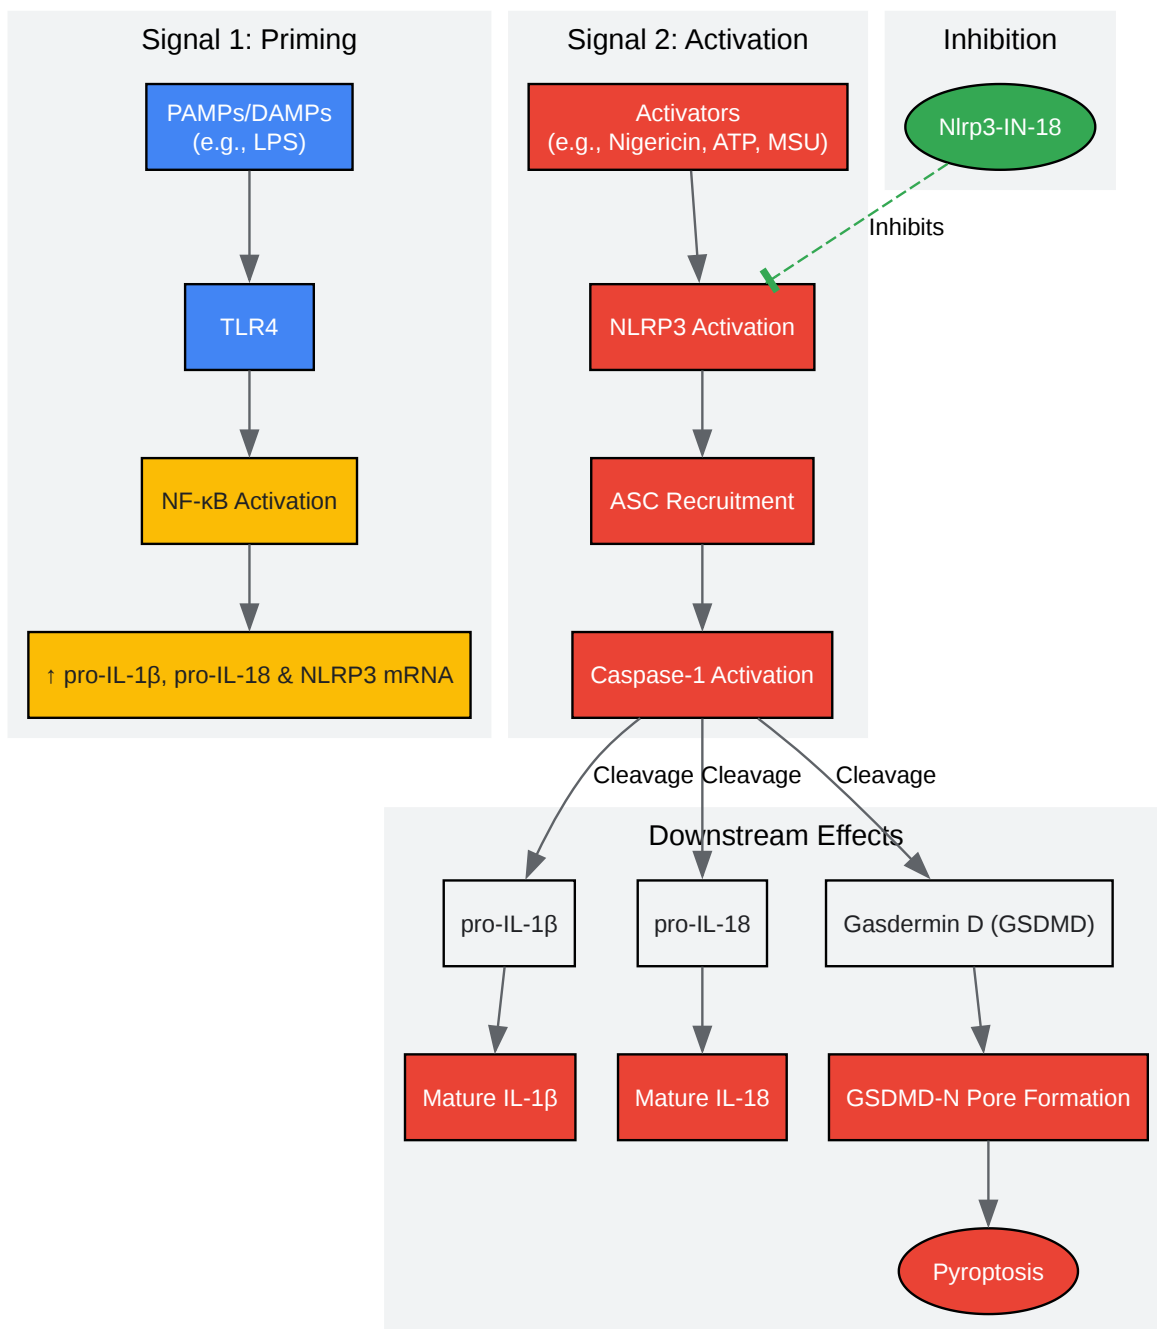 Signal 1: Priming
PAMPs/DAMPs
(e.g., LPS)
TLR4
NF-κB Activation
↑ pro-IL-1β, pro-IL-18 & NLRP3 mRNA
Signal 2: Activation
Activators
(e.g., Nigericin, ATP, MSU)
NLRP3 Activation
ASC Recruitment
Caspase-1 Activation
Inhibition
Nlrp3-IN-18
Inhibits
Cleavage
Cleavage
Cleavage
Downstream Effects
pro-IL-1β
pro-IL-18
Gasdermin D (GSDMD)
Mature IL-1β
Mature IL-18
GSDMD-N Pore Formation
Pyroptosis